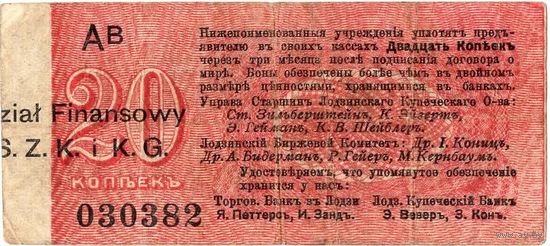 Ав
20
КОПѢЕКЪ
030382
ział Finansowy
S. Z. K. i K. G.
Нижепоименованныя учрежденія уплотятъ предъ-
явителю въ своихъ кассахъ Двадцать Копѣекъ
черезъ три мѣсяца послѣ подписанія договора о
мирѣ. Боны обезпечены болѣе чѣмъ въ двойномъ
размѣрѣ цѣнностями, хранящимися въ банкахъ.
Управа Старшинъ Лодзинскаго Купеческаго О-ва:
Ст. Зильберштейнъ, К. Эйзертъ,
Э. Гейманъ, К. В. Шейблеръ.
Лодзинскій Биржевой Комитетъ: Др. I. Коницъ,
Др. А. Бидерманъ, Р. Гейеръ, М. Кернбаумъ.
Удостовѣряемъ, что упомянутое обезпеченіе
хранится у насъ:
Торгов. Банкъ въ Лодзи Лодз. Купеческій Банкъ
Я. Петтерсъ, И. Зандъ. Э. Веверъ, З. Конъ.